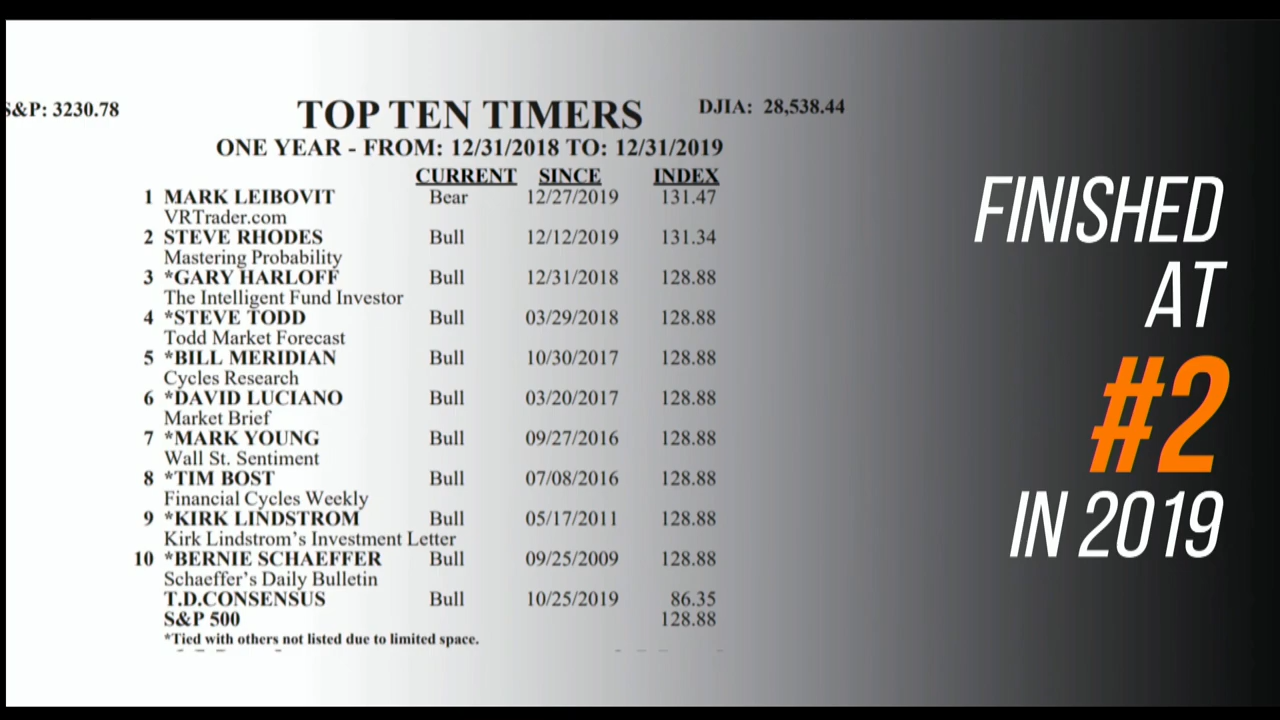 S&P: 3230.78
TOP TEN TIMERS
DJIA: 28,538.44
ONE YEAR - FROM: 12/31/2018 TO: 12/31/2019
CURRENT SINCE INDEX
1 MARK LEIBOVIT Bear 12/27/2019 131.47
VRTrader.com
2 STEVE RHODES Bull 12/12/2019 131.34
Mastering Probability
3 *GARY HARLOFF Bull 12/31/2018 128.88
The Intelligent Fund Investor
4 *STEVE TODD Bull 03/29/2018 128.88
Todd Market Forecast
5 *BILL MERIDIAN Bull 10/30/2017 128.88
Cycles Research
6 *DAVID LUCIANO Bull 03/20/2017 128.88
Market Brief
7 *MARK YOUNG Bull 09/27/2016 128.88
Wall St. Sentiment
8 *TIM BOST Bull 07/08/2016 128.88
Financial Cycles Weekly
9 *KIRK LINDSTROM Bull 05/17/2011 128.88
Kirk Lindstrom's Investment Letter
10 *BERNIE SCHAEFFER Bull 09/25/2009 128.88
Schaeffer's Daily Bulletin
T.D.CONSENSUS Bull 10/25/2019 86.35
S&P 500 128.88
*Tied with others not listed due to limited space.
FINISHED
AT
#2
IN 2019